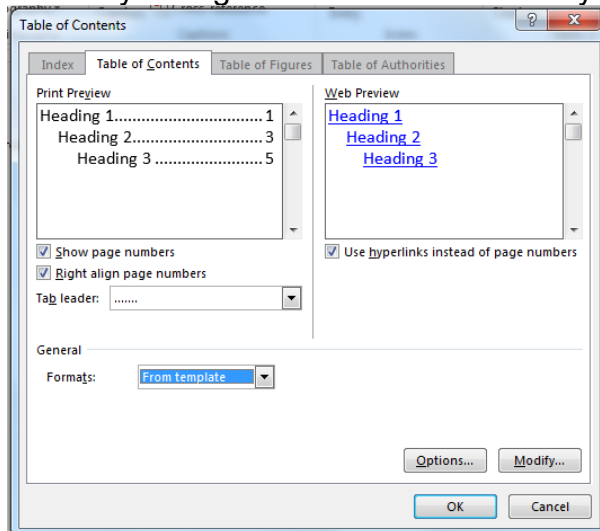 Table of Contents
Index Table of Contents Table of Figures Table of Authorities
Print Preview
Heading 1................................1
Heading 2.............................3
Heading 3.........................5
Web Preview
Heading 1
Heading 2
Heading 3
Show page numbers
Right align page numbers
Tab leader: .......
Use hyperlinks instead of page numbers
General
Formats: From template
Options... Modify...
OK Cancel